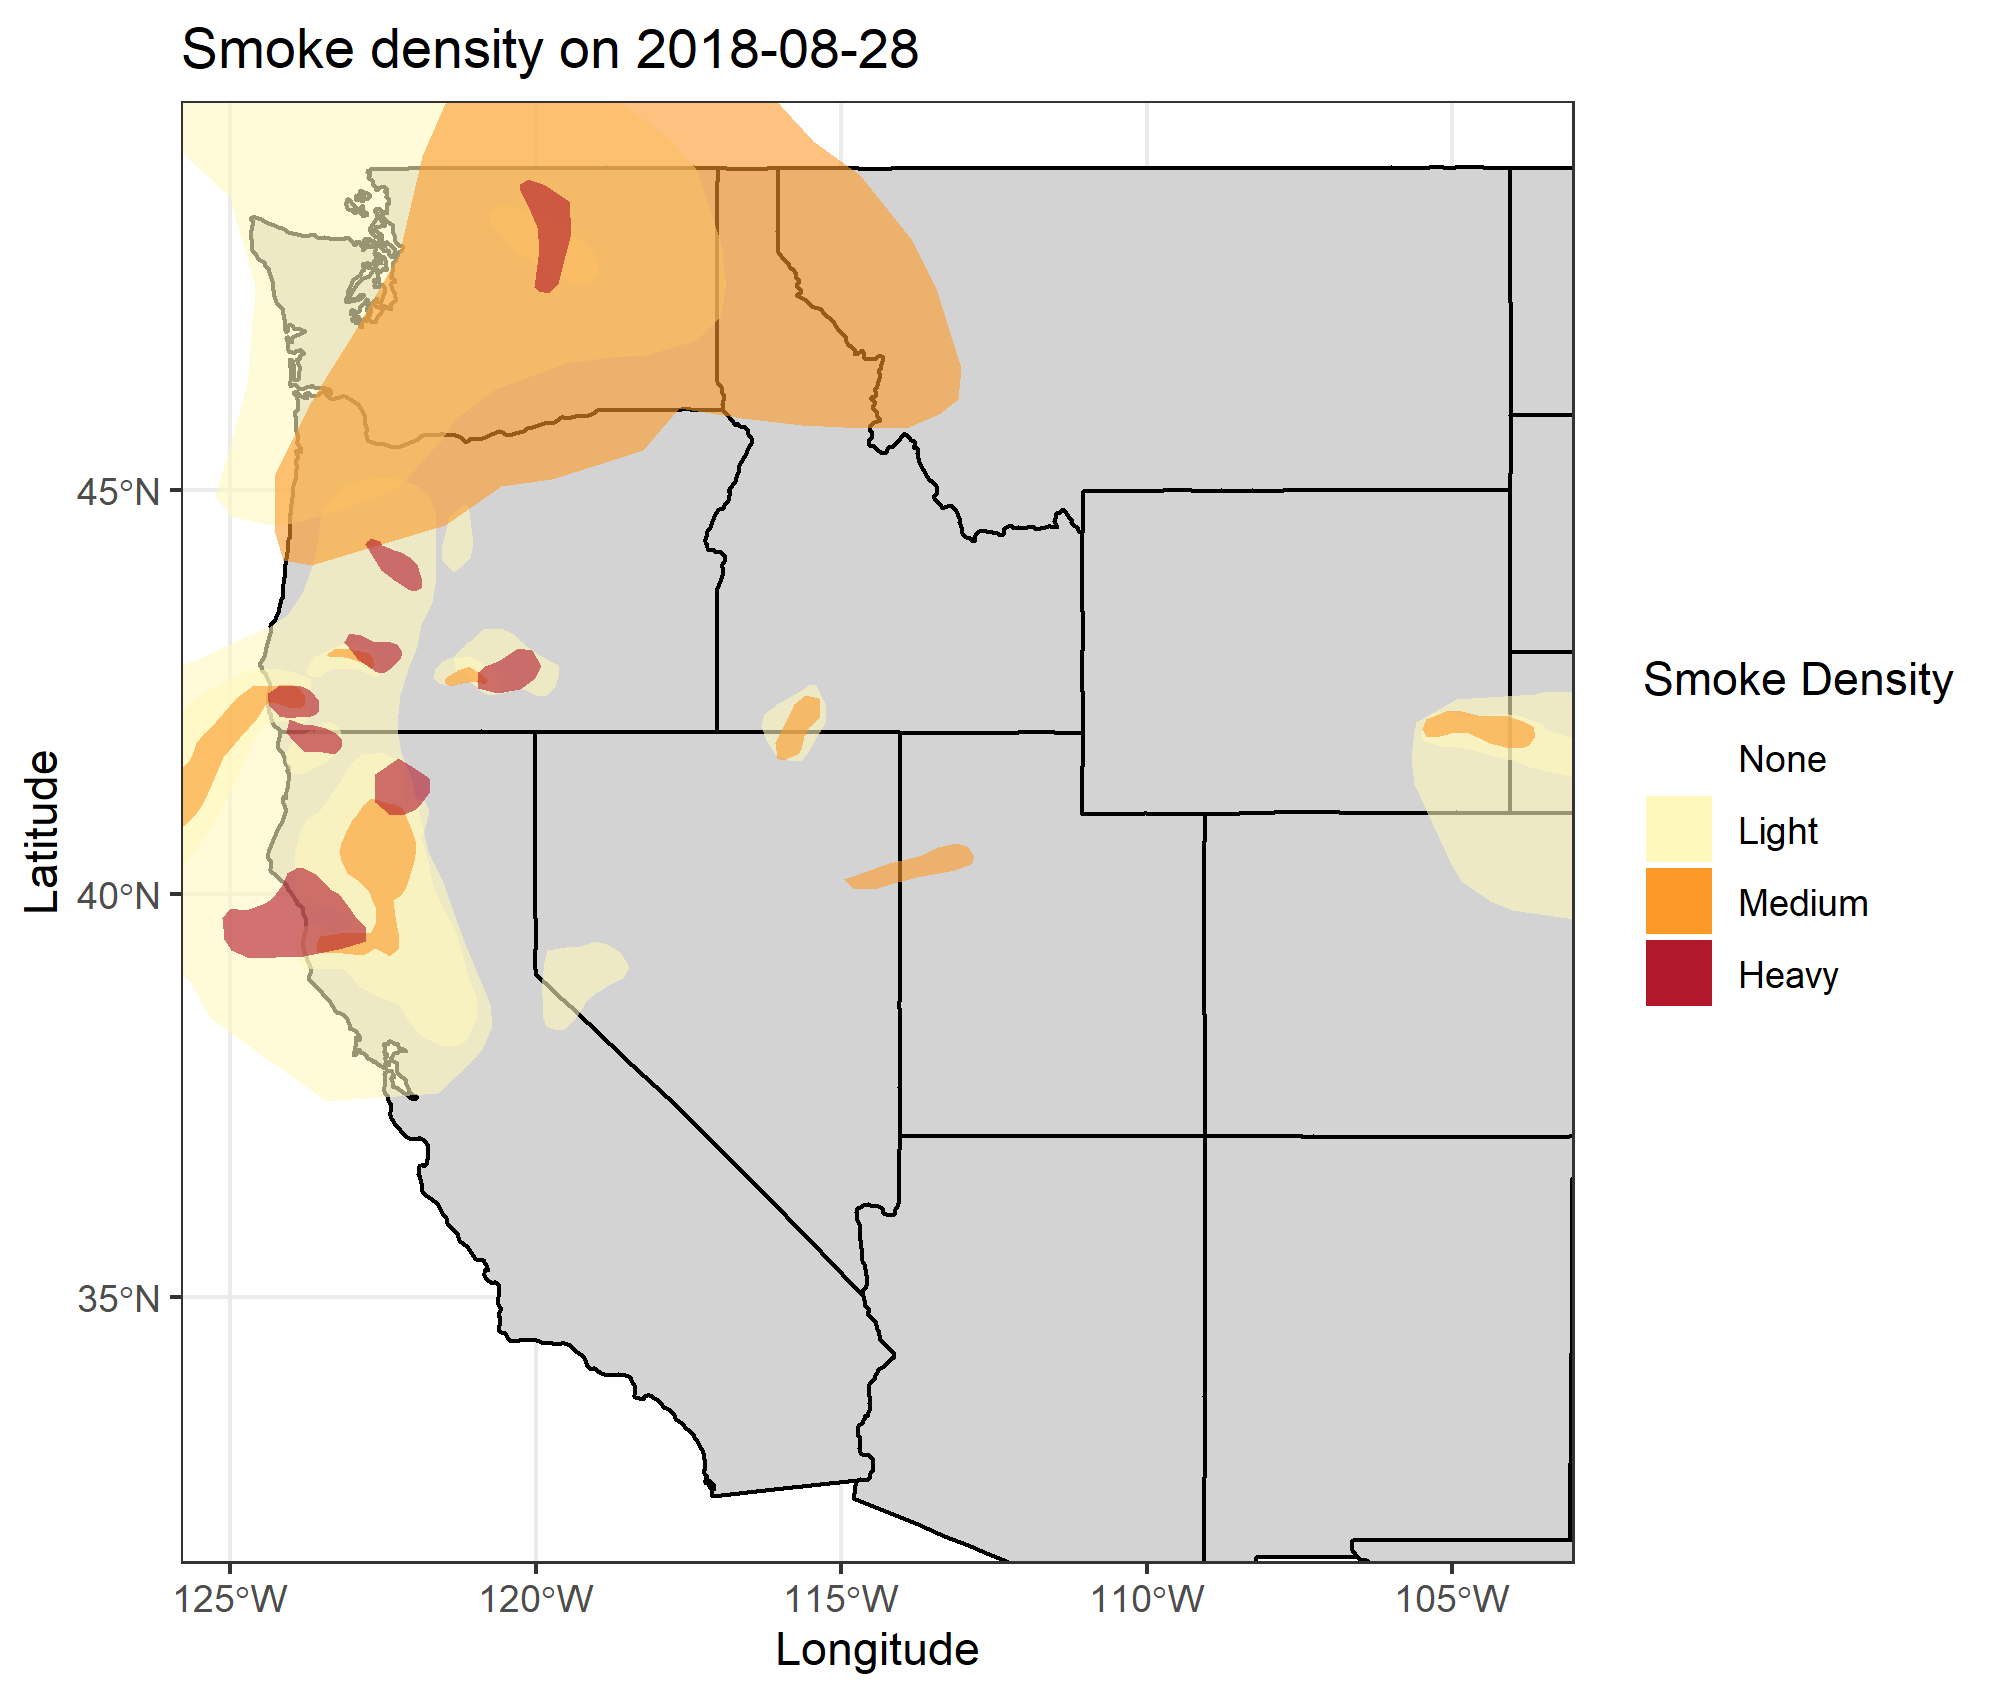 Smoke density on 2018-08-28
45°N
40°N
35°N
Latitude
125°W
120°W
115°W
110°W
105°W
Longitude
Smoke Density
None
Light
Medium
Heavy